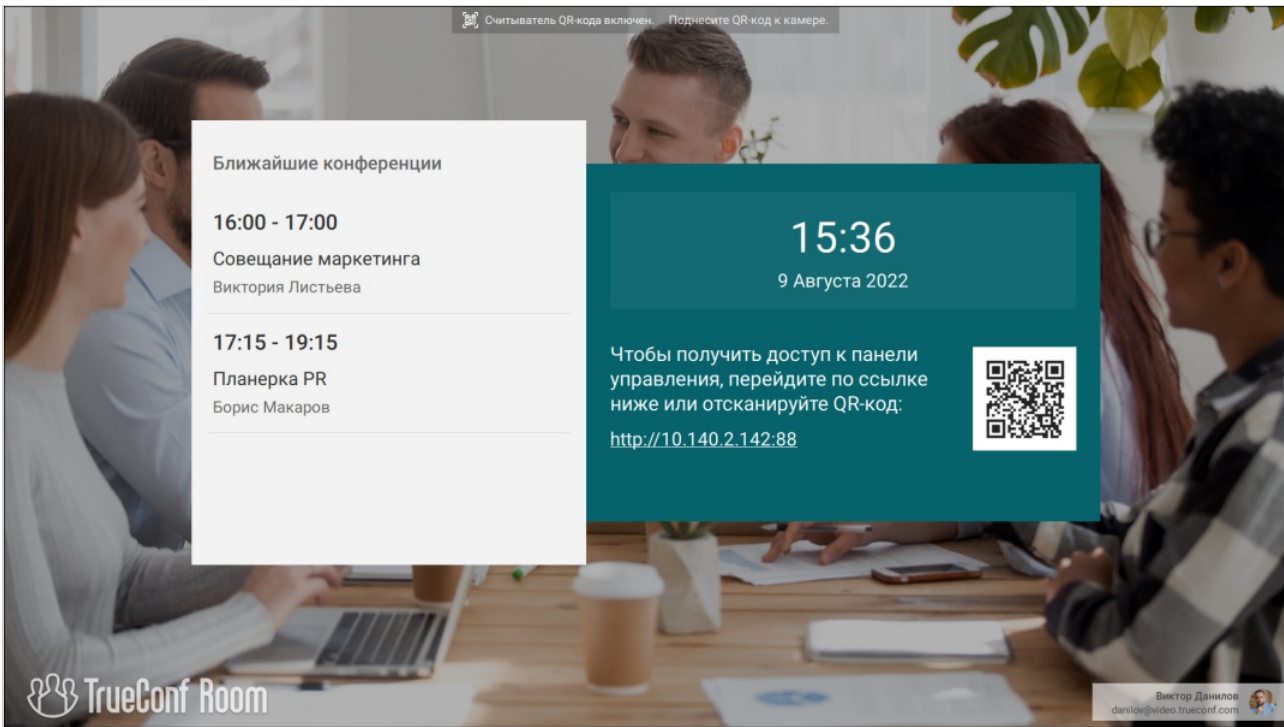 Считыватель QR-кода включен. Поднесите QR-код к камере.
Ближайшие конференции
16:00 - 17:00
Совещание маркетинга
Виктория Листьева
17:15 - 19:15
Планерка PR
Борис Макаров
15:36
9 Августа 2022
Чтобы получить доступ к панели
управления, перейдите по ссылке
ниже или отсканируйте QR-код:
http://10.140.2.142:88
TrueConf Room
Виктор Данилов
danilov@video.trueconf.com